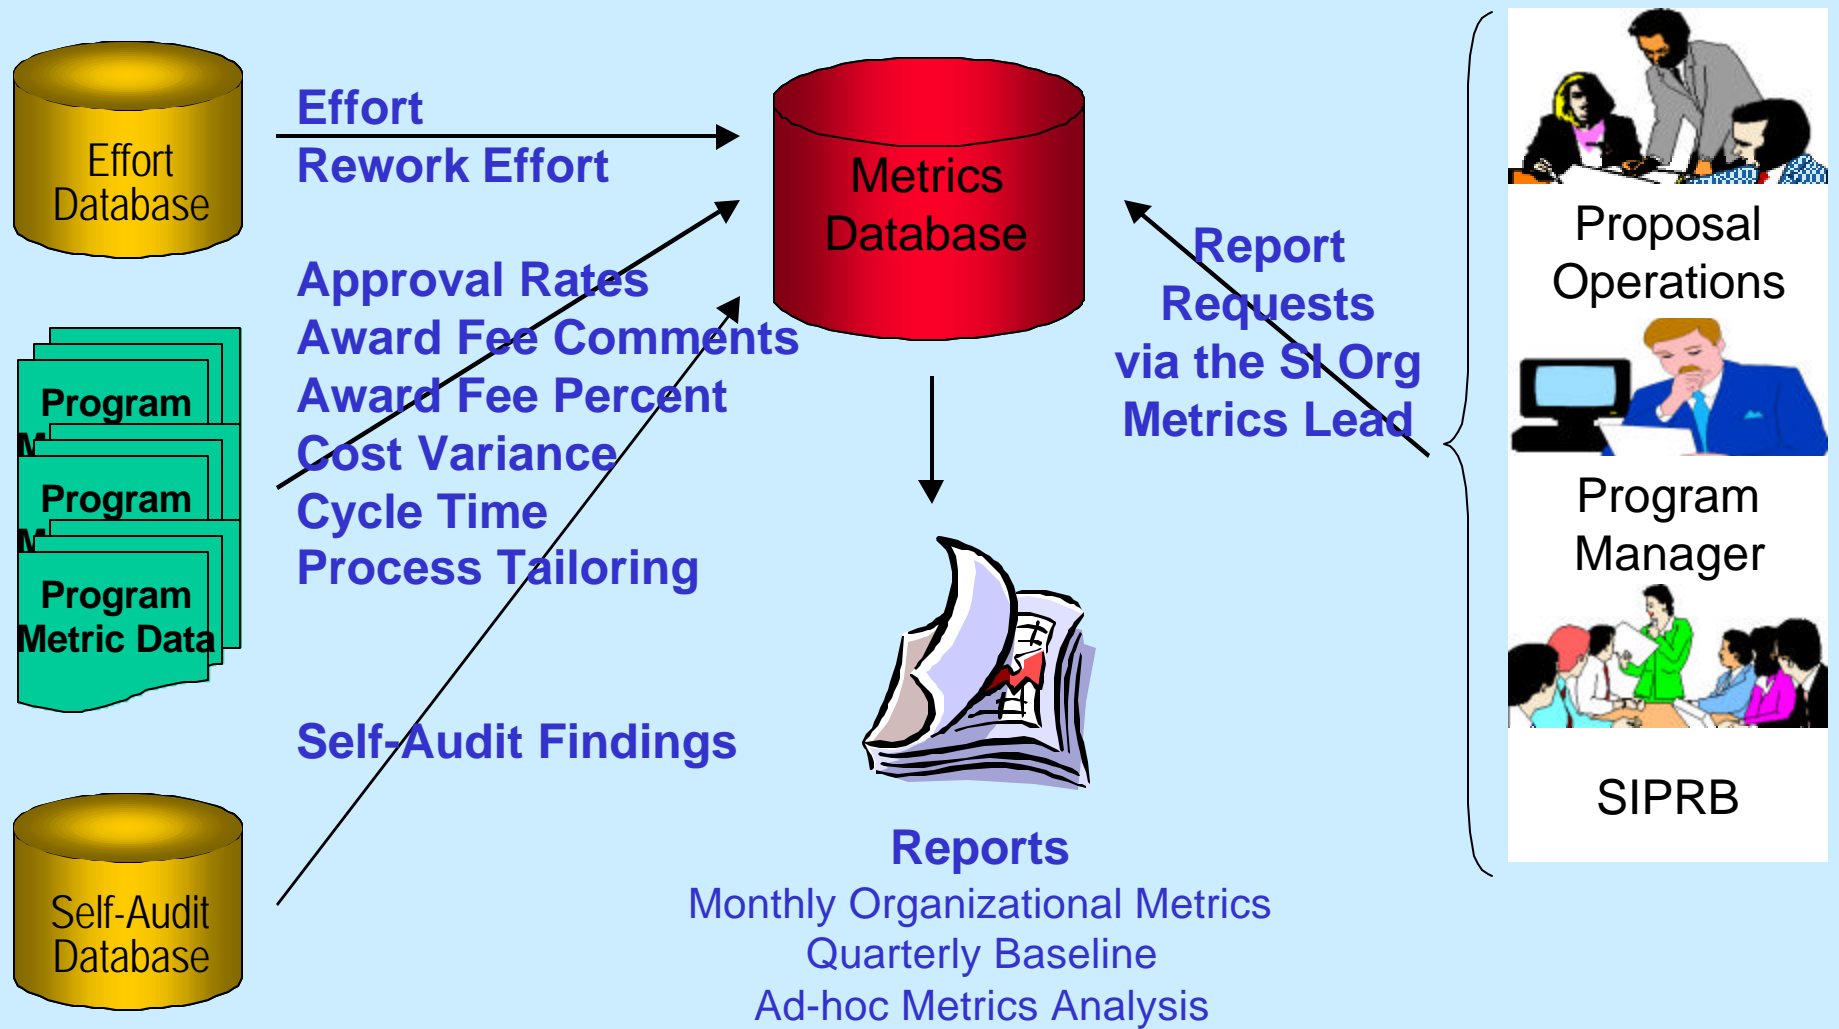 Effort
Database
Effort
Rework Effort
Metrics
Database
Program
Program
Program
Metric Data
Approval Rates
Award Fee Comments
Award Fee Percent
Cost Variance
Cycle Time
Process Tailoring
Self-Audit Findings
Self-Audit
Database
Report
Requests
via the SI Org
Metrics Lead
Proposal
Operations
Program
Manager
SIPRB
Reports
Monthly Organizational Metrics
Quarterly Baseline
Ad-hoc Metrics Analysis